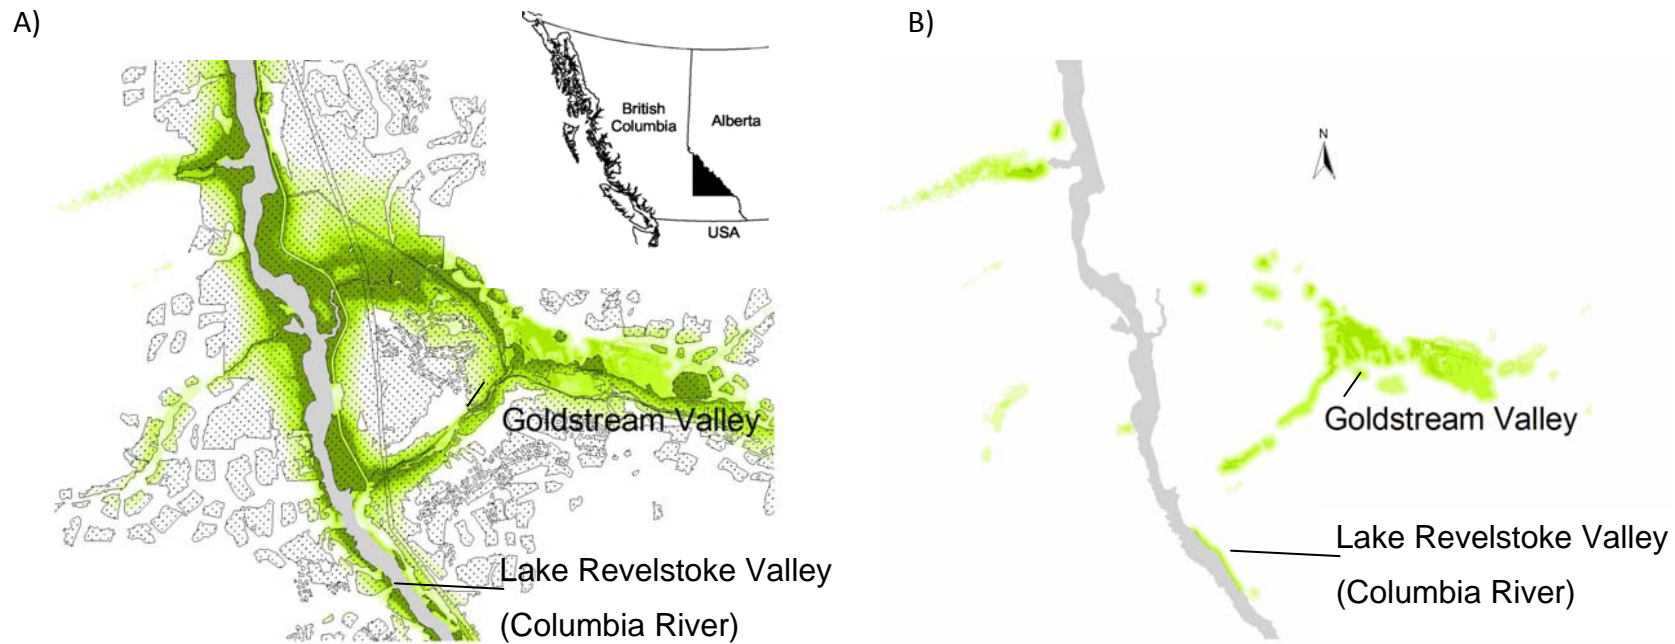 A)
British
Columbia
Alberta
USA
Goldstream Valley
Lake Revelstoke Valley
(Columbia River)
B)
N
Goldstream Valley
Lake Revelstoke Valley
(Columbia River)